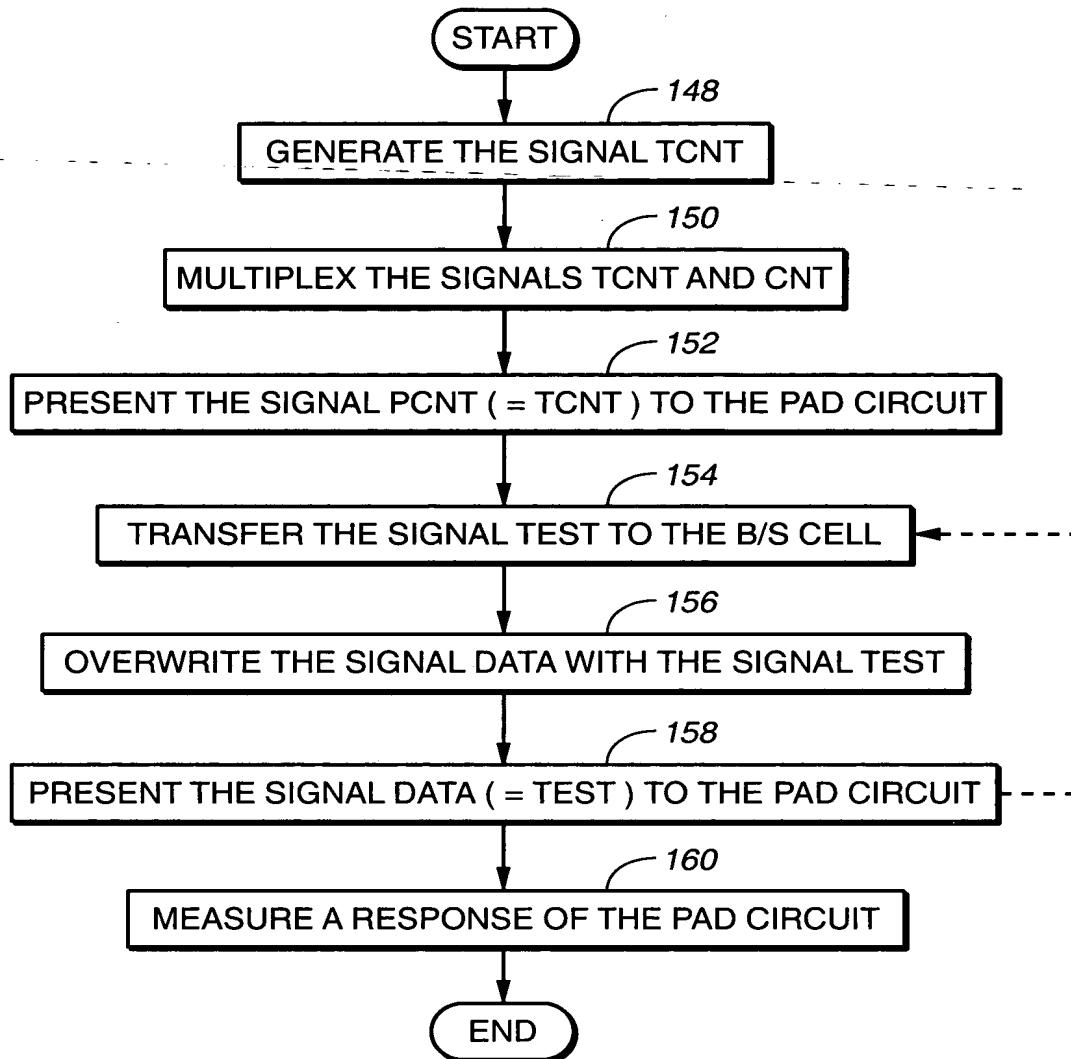 START
148
GENERATE THE SIGNAL TCNT
150
MULTIPLEX THE SIGNALS TCNT AND CNT
152
PRESENT THE SIGNAL PCNT ( = TCNT ) TO THE PAD CIRCUIT
154
TRANSFER THE SIGNAL TEST TO THE B/S CELL
156
OVERWRITE THE SIGNAL DATA WITH THE SIGNAL TEST
158
PRESENT THE SIGNAL DATA ( = TEST ) TO THE PAD CIRCUIT
160
MEASURE A RESPONSE OF THE PAD CIRCUIT
END